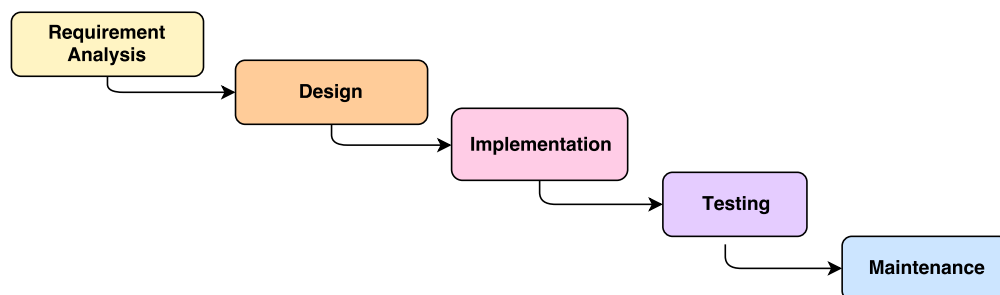 Requirement
Analysis
Design
Implementation
Testing
Maintenance